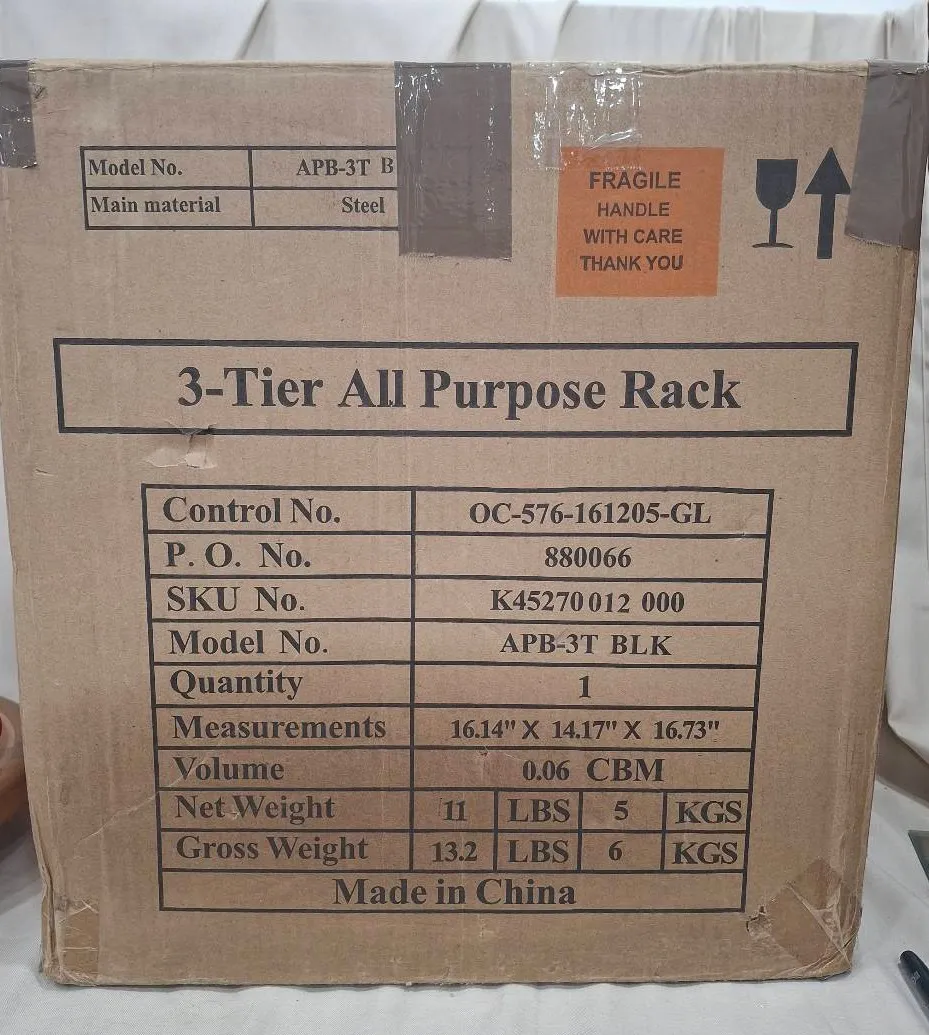 Model No. APB-3T B
Main material Steel
FRAGILE
HANDLE
WITH CARE
THANK YOU
3-Tier All Purpose Rack
Control No. OC-576-161205-GL
P. O. No. 880066
SKU No. K45270 012 000
Model No. APB-3T BLK
Quantity 1
Measurements 16.14" X 14.17" X 16.73"
Volume 0.06 CBM
Net Weight 11 LBS 5 KGS
Gross Weight 13.2 LBS 6 KGS
Made in China